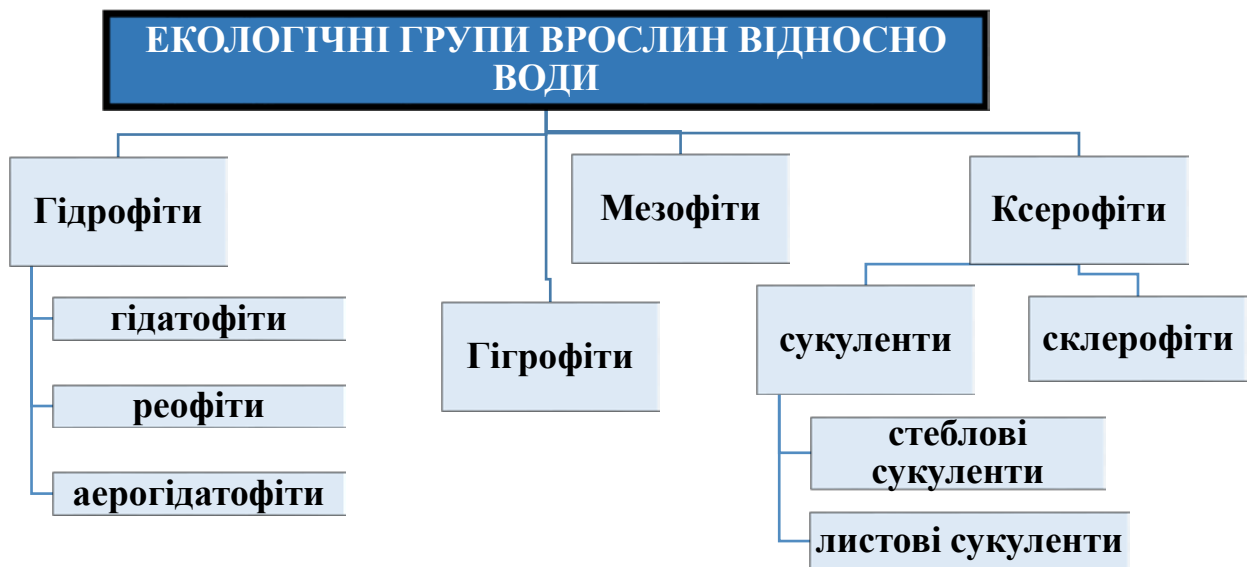 ЕКОЛОГІЧНІ ГРУПИ ВРОСЛИН ВІДНОСНО
ВОДИ
Гідрофіти
гідатофіти
реофіти
аерогідатофіти
Гігрофіти
Мезофіти
Ксерофіти
сукуленти
стеблові
сукуленти
листові сукуленти
склерофіти